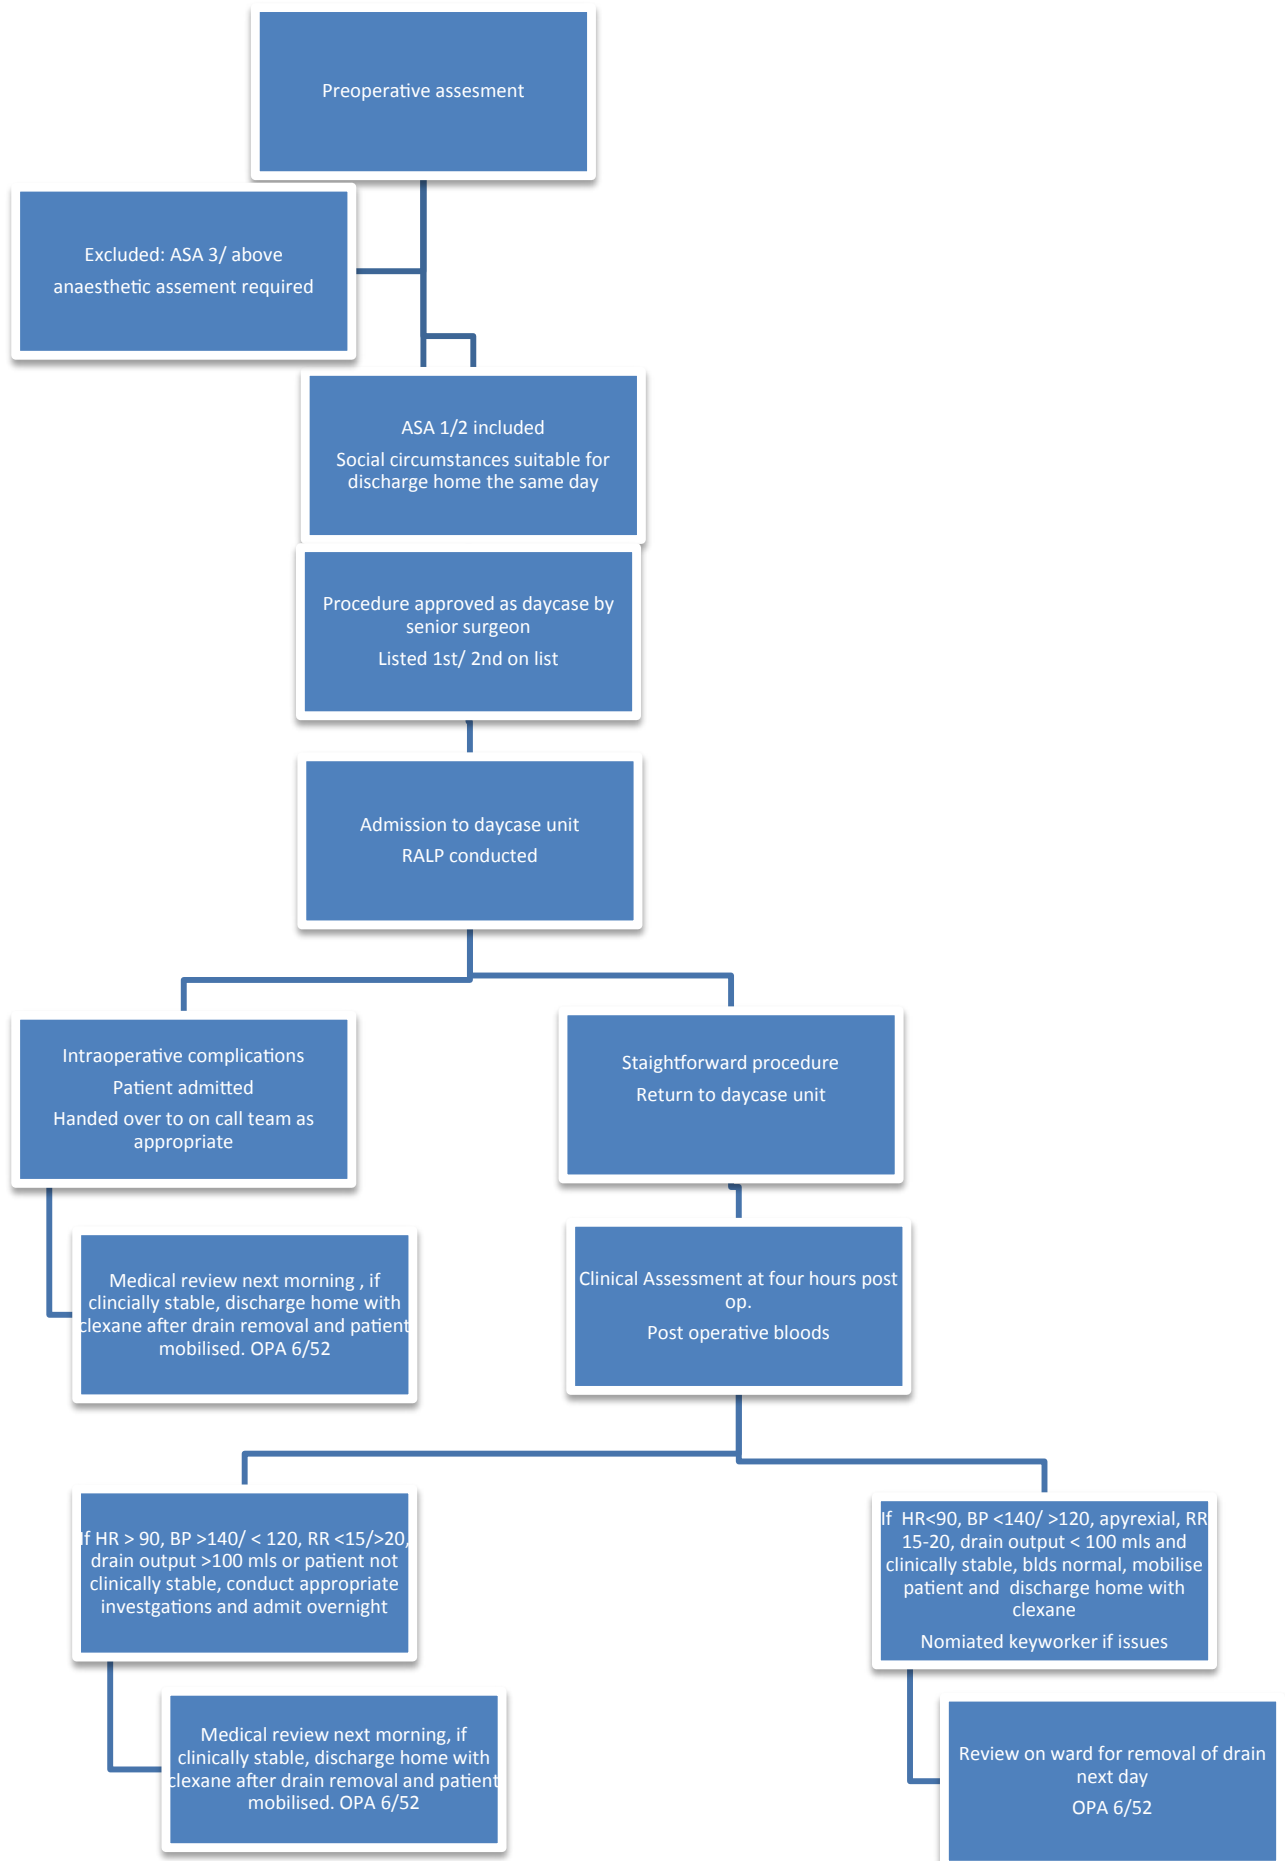 Preoperative assesment
Excluded: ASA 3/ above
anaesthetic assement required
ASA 1/2 included
Social circumstances suitable for
discharge home the same day
Procedure approved as daycase by
senior surgeon
Listed 1st/ 2nd on list
Admission to daycase unit
RALP conducted
Intraoperative complications
Patient admitted
Handed over to on call team as
appropriate
Staightforward procedure
Return to daycase unit
Medical review next morning , if
clincially stable, discharge home with
clexane after drain removal and patient
mobilised. OPA 6/52
Clinical Assessment at four hours post
op.
Post operative bloods
If HR > 90, BP >140/ < 120, RR <15/>20,
drain output >100 mls or patient not
clinically stable, conduct appropriate
investgations and admit overnight
If  HR<90, BP <140/ >120, apyrexial, RR
15-20, drain output < 100 mls and
clinically stable, blds normal, mobilise
patient and  discharge home with
clexane
Nomiated keyworker if issues
Medical review next morning, if
clinically stable, discharge home with
clexane after drain removal and patient
mobilised. OPA 6/52
Review on ward for removal of drain
next day
OPA 6/52